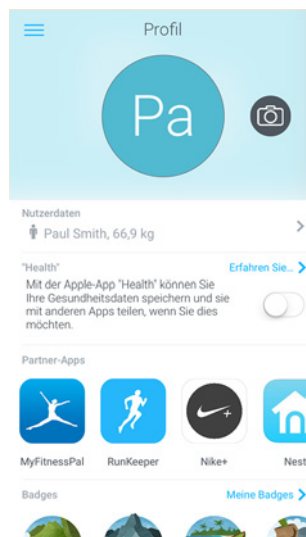 Profil
Pa
Nutzerdaten
Paul Smith, 66,9 kg
"Health"
Erfahren Sie...
Mit der Apple-App "Health" können Sie
Ihre Gesundheitsdaten speichern und sie
mit anderen Apps teilen, wenn Sie dies
möchten.
Partner-Apps
MyFitnessPal
RunKeeper
Nike+
Nest
Badges
Meine Badges